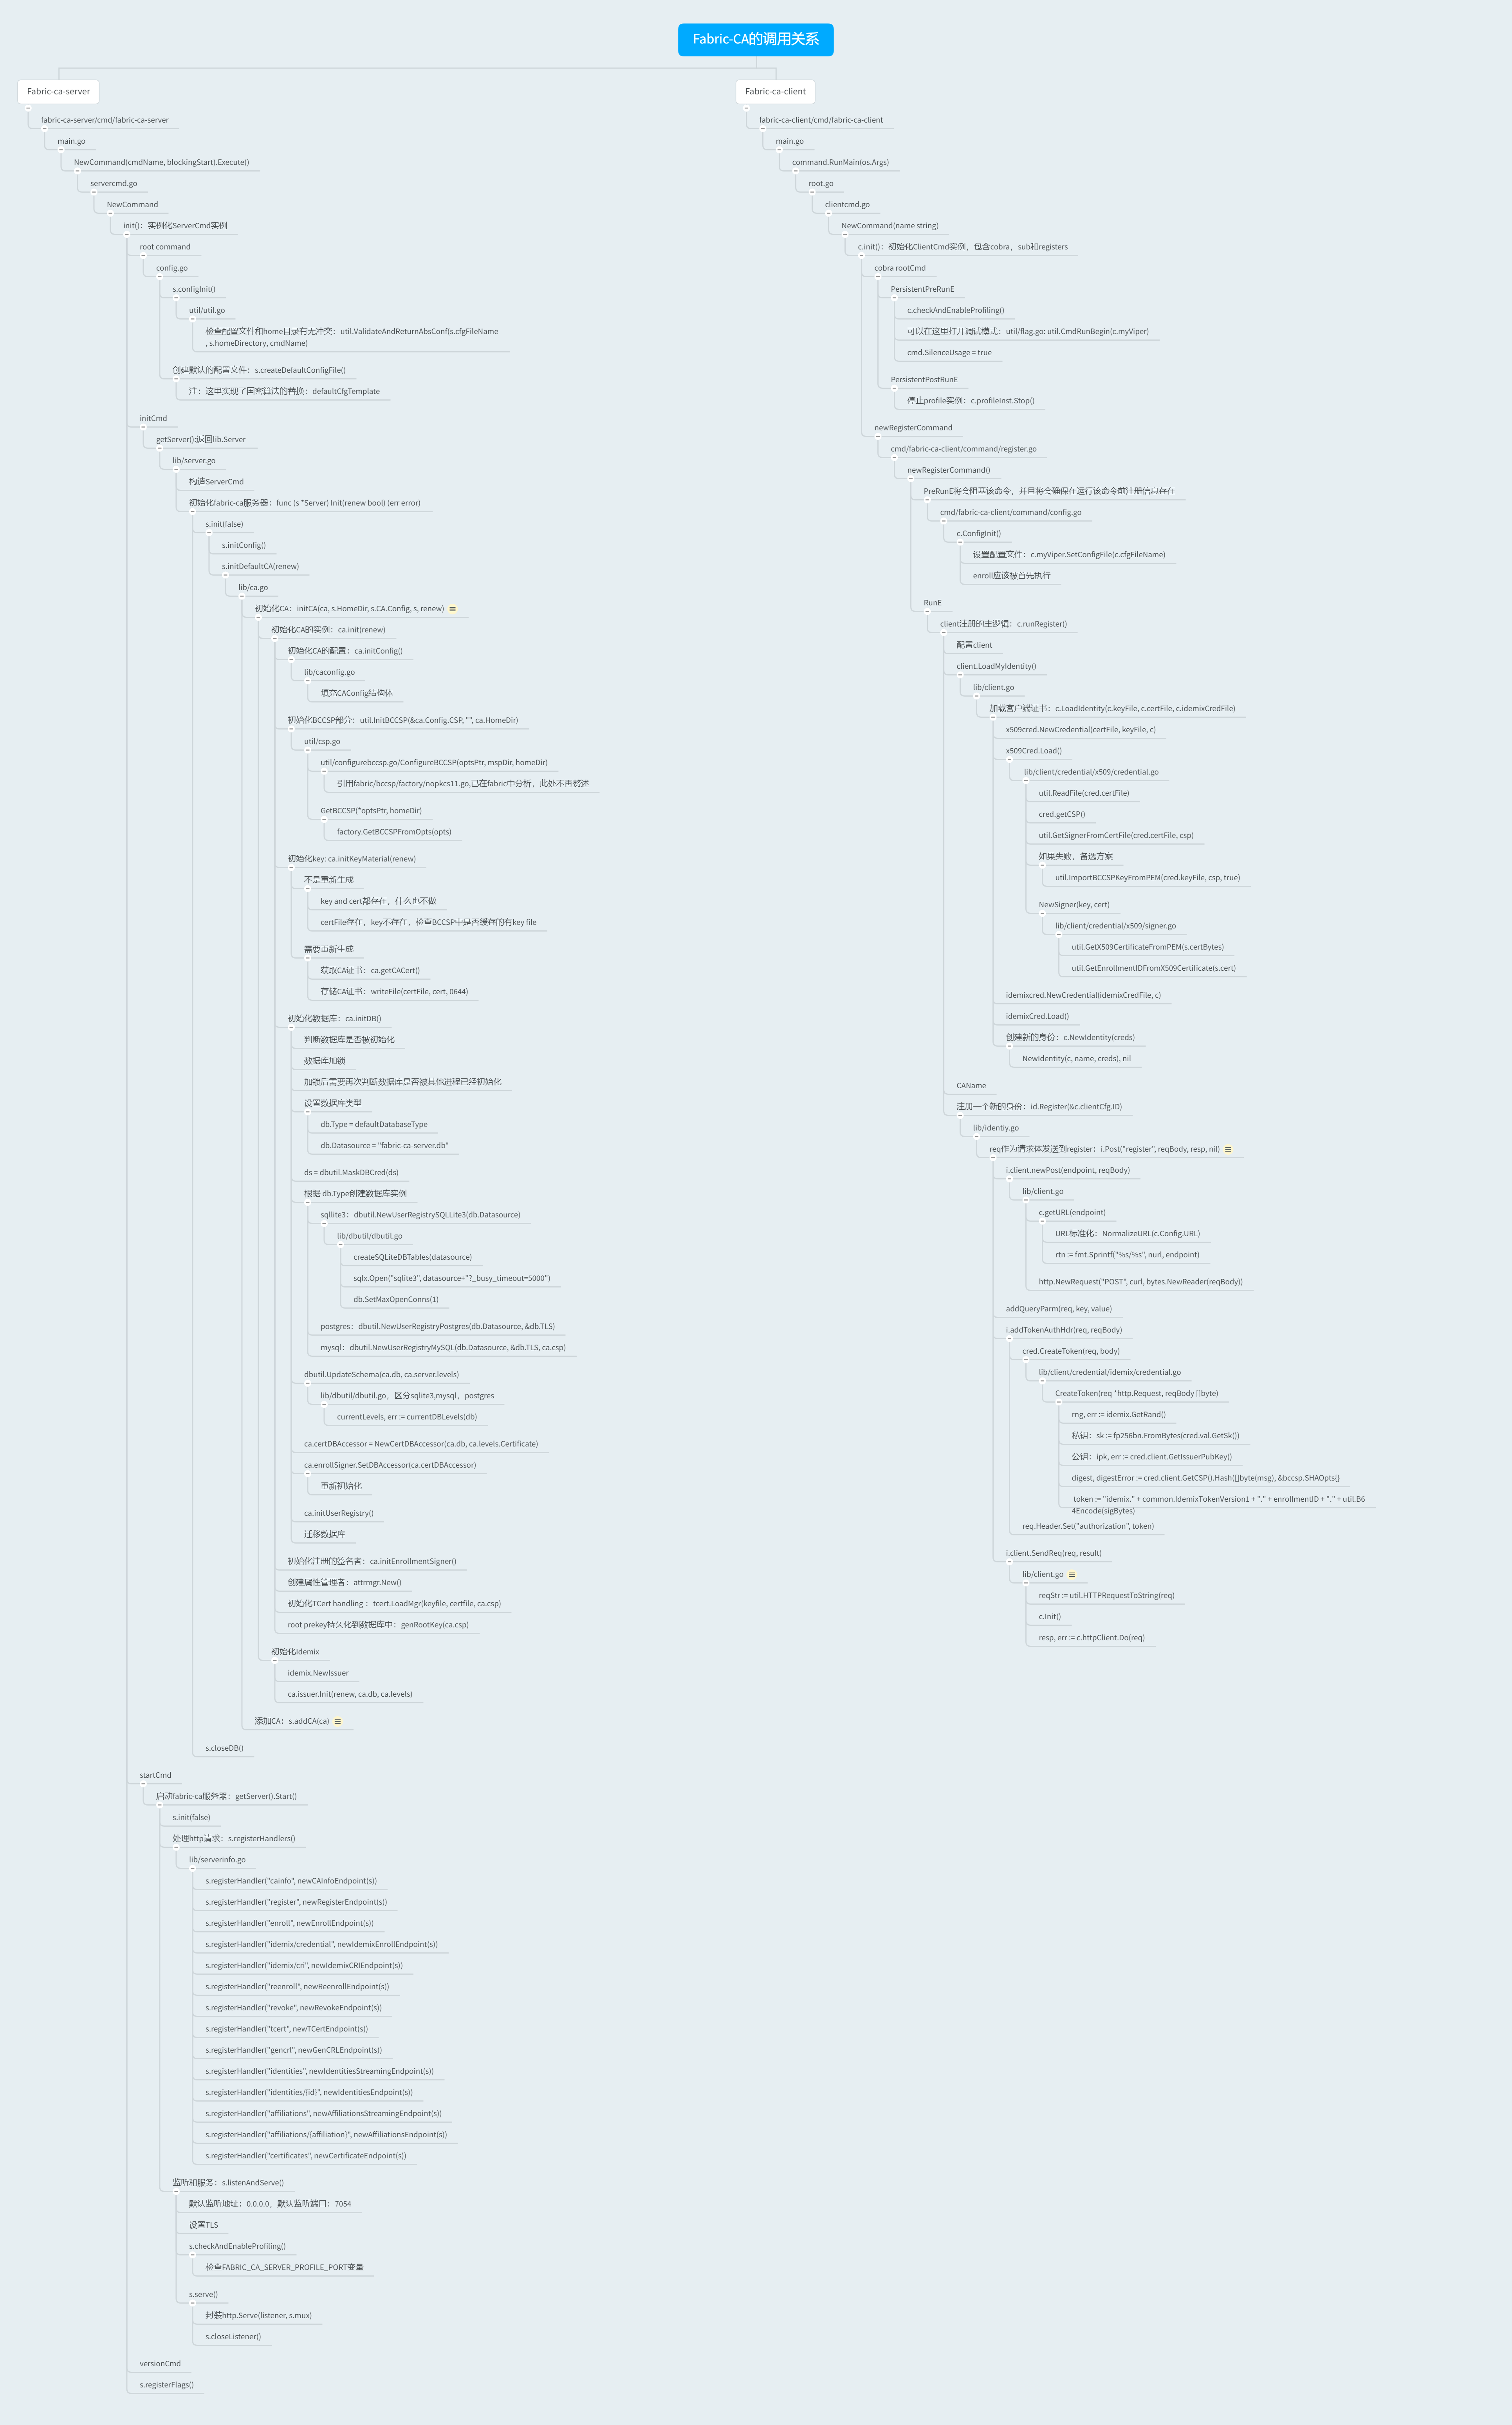 Fabric-CA的调用关系
Fabric-ca-server
fabric-ca-server/cmd/fabric-ca-server
main.go
NewCommand(cmdName, blockingStart).Execute()
servercmd.go
NewCommand
init()：实例化ServerCmd实例
root command
config.go
s.configInit()
util/util.go
检查配置文件和home目录有无冲突：util.ValidateAndReturnAbsConf(s.cfgFileName
, s.homeDirectory, cmdName)
创建默认的配置文件：s.createDefaultConfigFile()
注：这里实现了国密算法的替换：defaultCfgTemplate
initCmd
getServer():返回lib.Server
lib/server.go
构造ServerCmd
初始化fabric-ca服务器：func (s *Server) Init(renew bool) (err error)
s.init(false)
s.initConfig()
s.initDefaultCA(renew)
lib/ca.go
初始化CA：initCA(ca, s.HomeDir, s.CA.Config, s, renew)
初始化CA的实例：ca.init(renew)
初始化CA的配置：ca.initConfig()
lib/caconfig.go
填充CAConfig结构体
初始化BCCSP部分：util.InitBCCSP(&ca.Config.CSP, "", ca.HomeDir)
util/csp.go
util/configurebccsp.go/ConfigureBCCSP(optsPtr, mspDir, homeDir)
引用fabric/bccsp/factory/nopkcs11.go,已在fabric中分析，此处不再赘述
GetBCCSP(*optsPtr, homeDir)
factory.GetBCCSPFromOpts(opts)
初始化key: ca.initKeyMaterial(renew)
不是重新生成
key and cert都存在，什么也不做
certFile存在，key不存在，检查BCCSP中是否缓存的有key file
需要重新生成
获取CA证书：ca.getCACert()
存储CA证书：writeFile(certFile, cert, 0644)
初始化数据库：ca.initDB()
判断数据库是否被初始化
数据库加锁
加锁后需要再次判断数据库是否被其他进程已经初始化
设置数据库类型
db.Type = defaultDatabaseType
db.Datasource = "fabric-ca-server.db"
ds = dbutil.MaskDBCred(ds)
根据 db.Type创建数据库实例
sqllite3：dbutil.NewUserRegistrySQLLite3(db.Datasource)
lib/dbutil/dbutil.go
createSQLiteDBTables(datasource)
sqlx.Open("sqlite3", datasource+"?_busy_timeout=5000")
db.SetMaxOpenConns(1)
postgres：dbutil.NewUserRegistryPostgres(db.Datasource, &db.TLS)
mysql：dbutil.NewUserRegistryMySQL(db.Datasource, &db.TLS, ca.csp)
dbutil.UpdateSchema(ca.db, ca.server.levels)
lib/dbutil/dbutil.go，区分sqlite3,mysql，postgres
currentLevels, err := currentDBLevels(db)
ca.certDBAccessor = NewCertDBAccessor(ca.db, ca.levels.Certificate)
ca.enrollSigner.SetDBAccessor(ca.certDBAccessor)
重新初始化
ca.initUserRegistry()
迁移数据库
初始化注册的签名者：ca.initEnrollmentSigner()
创建属性管理者：attrmgr.New()
初始化TCert handling ：tcert.LoadMgr(keyfile, certfile, ca.csp)
root prekey持久化到数据库中：genRootKey(ca.csp)
初始化Idemix
idemix.NewIssuer
ca.issuer.Init(renew, ca.db, ca.levels)
添加CA：s.addCA(ca)
s.closeDB()
startCmd
启动fabric-ca服务器：getServer().Start()
s.init(false)
处理http请求：s.registerHandlers()
lib/serverinfo.go
s.registerHandler("cainfo", newCAInfoEndpoint(s))
s.registerHandler("register", newRegisterEndpoint(s))
s.registerHandler("enroll", newEnrollEndpoint(s))
s.registerHandler("idemix/credential", newIdemixEnrollEndpoint(s))
s.registerHandler("idemix/cri", newIdemixCRIEndpoint(s))
s.registerHandler("reenroll", newReenrollEndpoint(s))
s.registerHandler("revoke", newRevokeEndpoint(s))
s.registerHandler("tcert", newTCertEndpoint(s))
s.registerHandler("gencrl", newGenCRLEndpoint(s))
s.registerHandler("identities", newIdentitiesStreamingEndpoint(s))
s.registerHandler("identities/{id}", newIdentitiesEndpoint(s))
s.registerHandler("affiliations", newAffiliationsStreamingEndpoint(s))
s.registerHandler("affiliations/{affiliation}", newAffiliationsEndpoint(s))
s.registerHandler("certificates", newCertificateEndpoint(s))
监听和服务：s.listenAndServe()
默认监听地址：0.0.0.0，默认监听端口：7054
设置TLS
s.checkAndEnableProfiling()
检查FABRIC_CA_SERVER_PROFILE_PORT变量
s.serve()
封装http.Serve(listener, s.mux)
s.closeListener()
versionCmd
s.registerFlags()
Fabric-ca-client
fabric-ca-client/cmd/fabric-ca-client
main.go
command.RunMain(os.Args)
root.go
clientcmd.go
NewCommand(name string)
c.init()：初始化ClientCmd实例，包含cobra，sub和registers
cobra rootCmd
PersistentPreRunE
c.checkAndEnableProfiling()
可以在这里打开调试模式：util/flag.go: util.CmdRunBegin(c.myViper)
cmd.SilenceUsage = true
PersistentPostRunE
停止profile实例：c.profileInst.Stop()
newRegisterCommand
cmd/fabric-ca-client/command/register.go
newRegisterCommand()
PreRunE将会阻塞该命令，并且将会确保在运行该命令前注册信息存在
cmd/fabric-ca-client/command/config.go
c.ConfigInit()
设置配置文件：c.myViper.SetConfigFile(c.cfgFileName)
enroll应该被首先执行
RunE
client注册的主逻辑：c.runRegister()
配置client
client.LoadMyIdentity()
lib/client.go
加载客户端证书：c.LoadIdentity(c.keyFile, c.certFile, c.idemixCredFile)
x509cred.NewCredential(certFile, keyFile, c)
x509Cred.Load()
lib/client/credential/x509/credential.go
util.ReadFile(cred.certFile)
cred.getCSP()
util.GetSignerFromCertFile(cred.certFile, csp)
如果失败，备选方案
util.ImportBCCSPKeyFromPEM(cred.keyFile, csp, true)
NewSigner(key, cert)
lib/client/credential/x509/signer.go
util.GetX509CertificateFromPEM(s.certBytes)
util.GetEnrollmentIDFromX509Certificate(s.cert)
idemixcred.NewCredential(idemixCredFile, c)
idemixCred.Load()
创建新的身份：c.NewIdentity(creds)
NewIdentity(c, name, creds), nil
CAName
注册一个新的身份：id.Register(&c.clientCfg.ID)
lib/identiy.go
req作为请求体发送到register：i.Post("register", reqBody, resp, nil)
i.client.newPost(endpoint, reqBody)
lib/client.go
c.getURL(endpoint)
URL标准化：NormalizeURL(c.Config.URL)
rtn := fmt.Sprintf("%s/%s", nurl, endpoint)
http.NewRequest("POST", curl, bytes.NewReader(reqBody))
addQueryParm(req, key, value)
i.addTokenAuthHdr(req, reqBody)
cred.CreateToken(req, body)
lib/client/credential/idemix/credential.go
CreateToken(req *http.Request, reqBody []byte)
rng, err := idemix.GetRand()
私钥：sk := fp256bn.FromBytes(cred.val.GetSk())
公钥：ipk, err := cred.client.GetIssuerPubKey()
digest, digestError := cred.client.GetCSP().Hash([]byte(msg), &bccsp.SHAOpts{}
token := "idemix." + common.IdemixTokenVersion1 + "." + enrollmentID + "." + util.B6
4Encode(sigBytes)
req.Header.Set("authorization", token)
i.client.SendReq(req, result)
lib/client.go
reqStr := util.HTTPRequestToString(req)
c.Init()
resp, err := c.httpClient.Do(req)